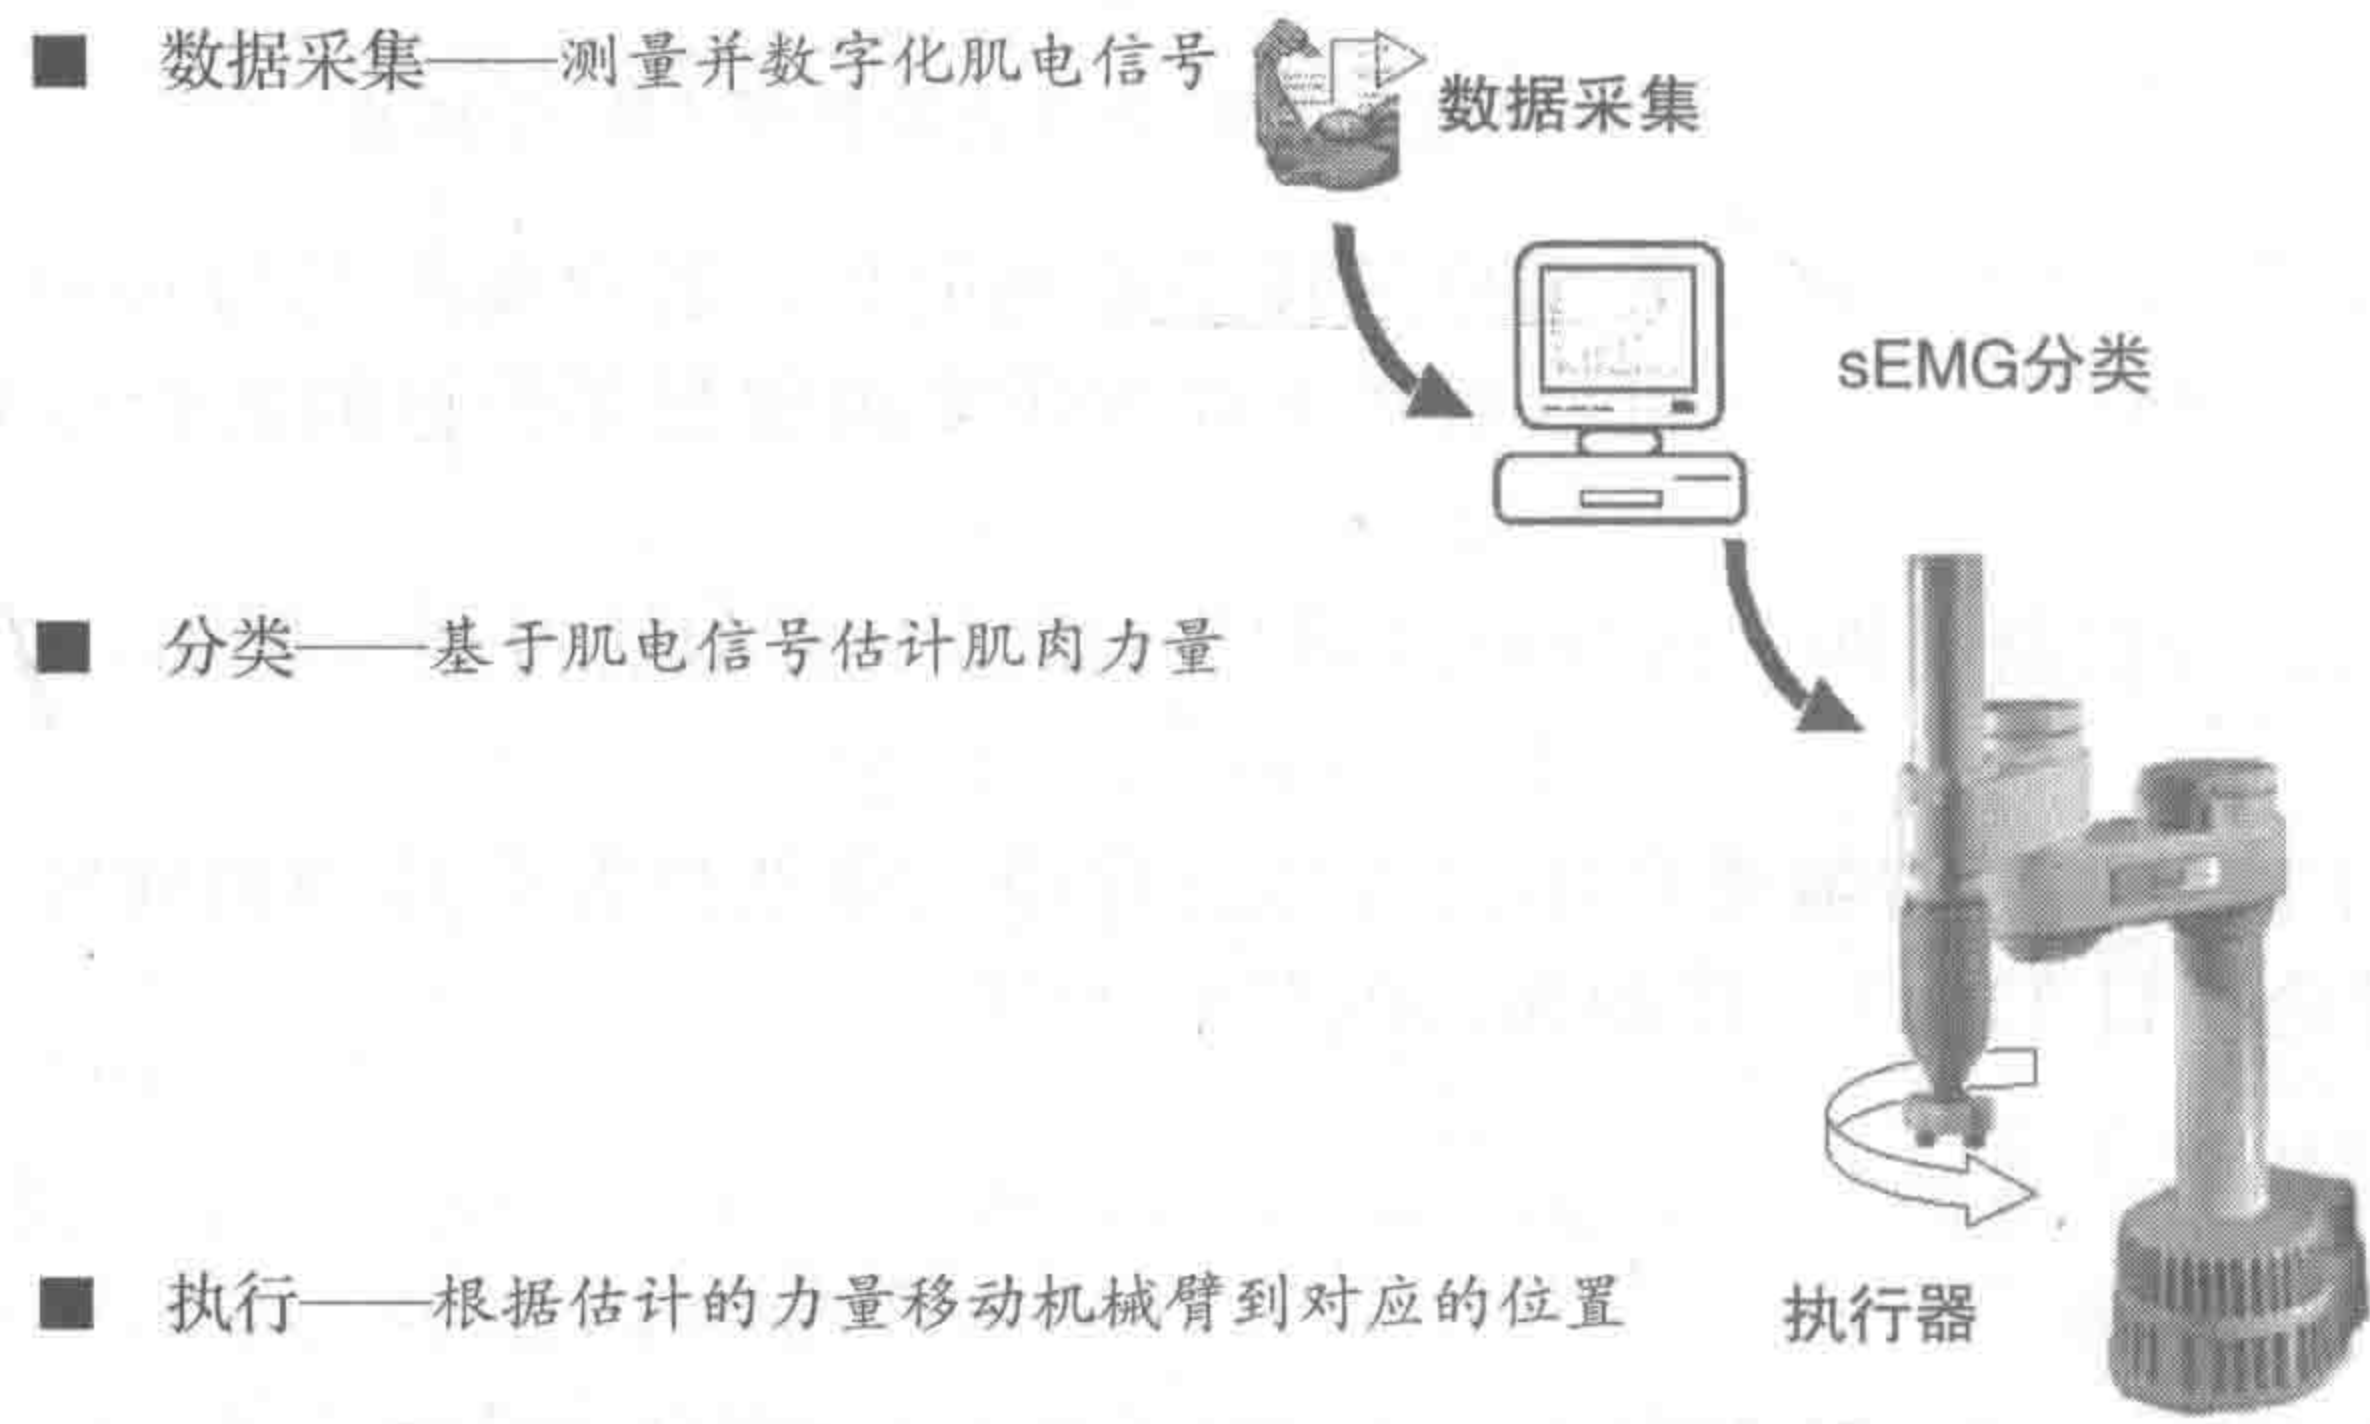 数据采集——测量并数字化肌电信号
数据采集
sEMG分类
分类——基于肌电信号估计肌肉力量
执行——根据估计的力量移动机械臂到对应的位置
执行器